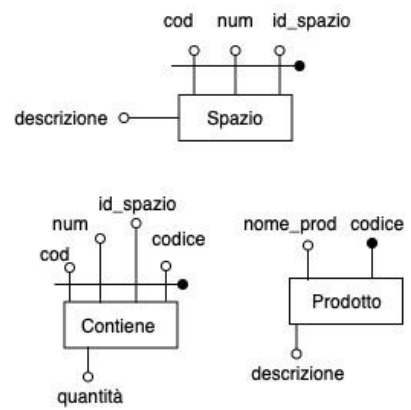 cod num id_spazio
descrizione Spazio
id_spazio
num
codice
cod
Contiene
quantità
nome_prod codice
Prodotto
descrizione